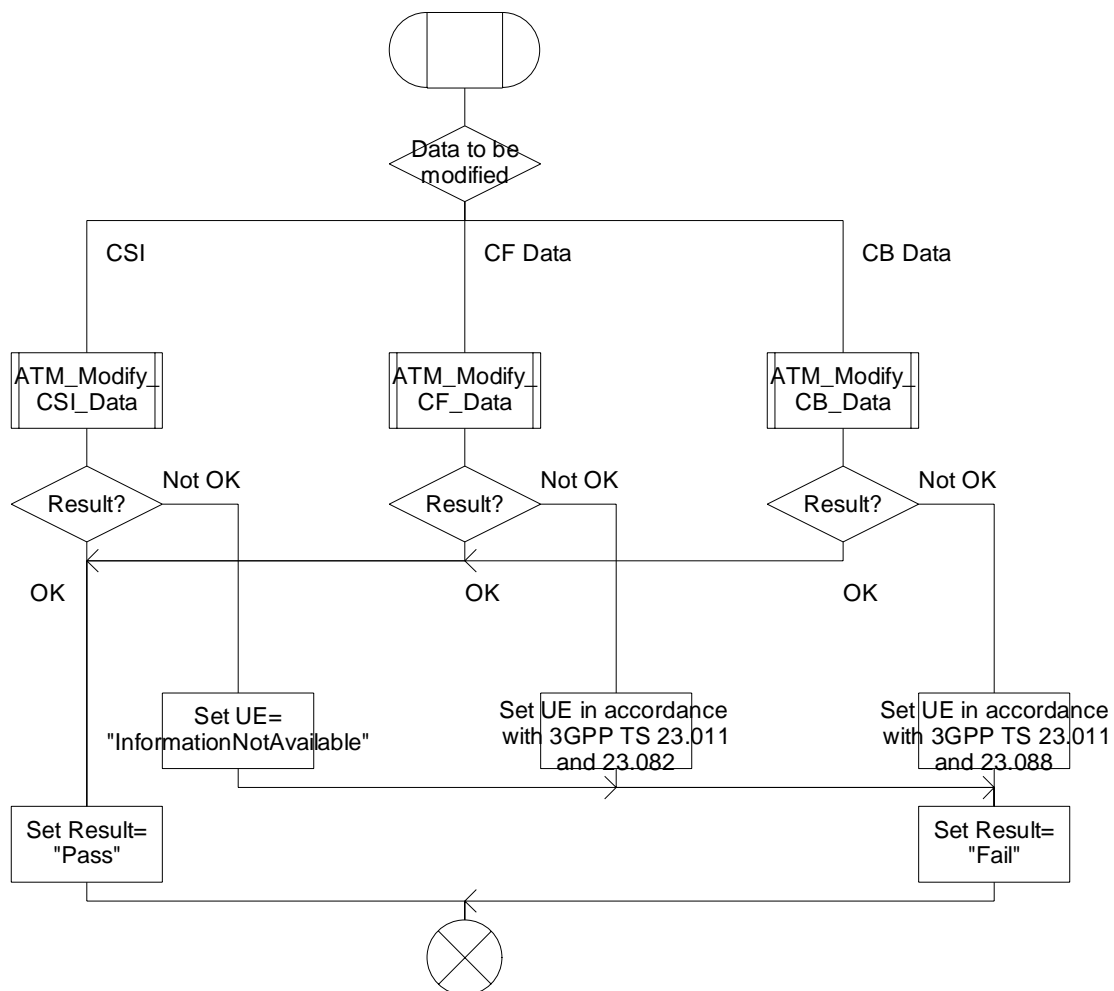 Data to be
modified
CSI
CF Data
CB Data
ATM_Modify_
CSI_Data
ATM_Modify_
CF_Data
ATM_Modify_
CB_Data
Result?
Not OK
Result?
Not OK
Result?
Not OK
OK
OK
OK
Set UE=
"InformationNotAvailable"
Set UE in accordance
with 3GPP TS 23.011
and 23.082
Set UE in accordance
with 3GPP TS 23.011
and 23.088
Set Result=
"Pass"
Set Result=
"Fail"